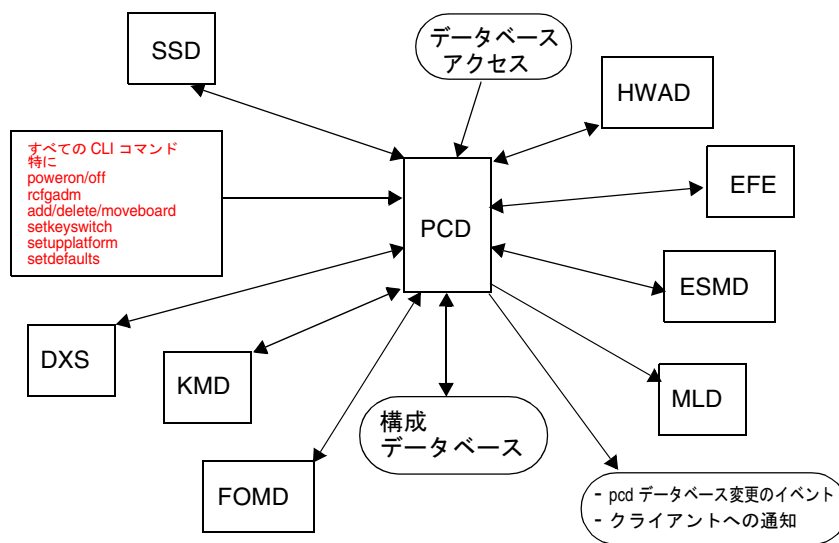 SSD
データベース
アクセス
HWAD
すべての CLI コマンド
特に
poweron/off
rcfgadm
add/delete/moveboard
setkeyswitch
setupplatform
setdefaults
EFE
PCD
ESMD
DXS
KMD
MLD
構成
データベース
FOMD
- pcd データベース変更のイベント
- クライアントへの通知